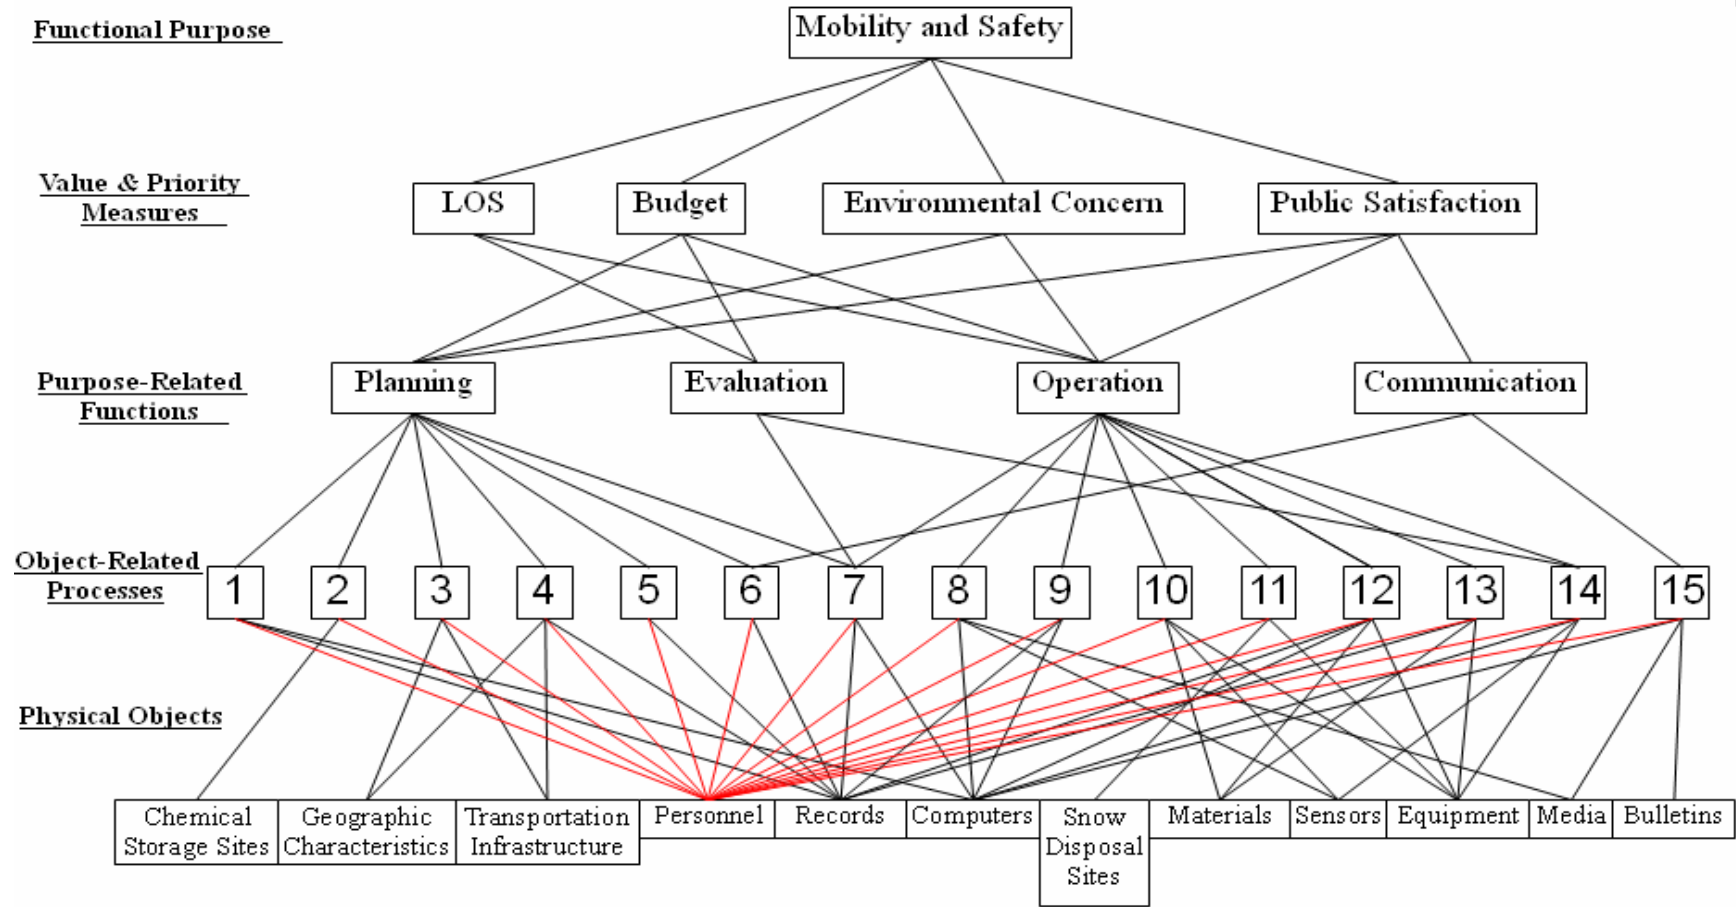 Functional Purpose
Mobility and Safety
Value & Priority
Measures
LOS
Budget
Environmental Concern
Public Satisfaction
Purpose-Related
Functions
Planning
Evaluation
Operation
Communication
Object-Related
Processes
1 2 3 4 5 6 7 8 9 10 11 12 13 14 15
Physical Objects
Chemical
Storage Sites
Geographic
Characteristics
Transportation
Infrastructure
Personnel
Records
Computers
Snow
Disposal
Sites
Materials
Sensors
Equipment
Media
Bulletins